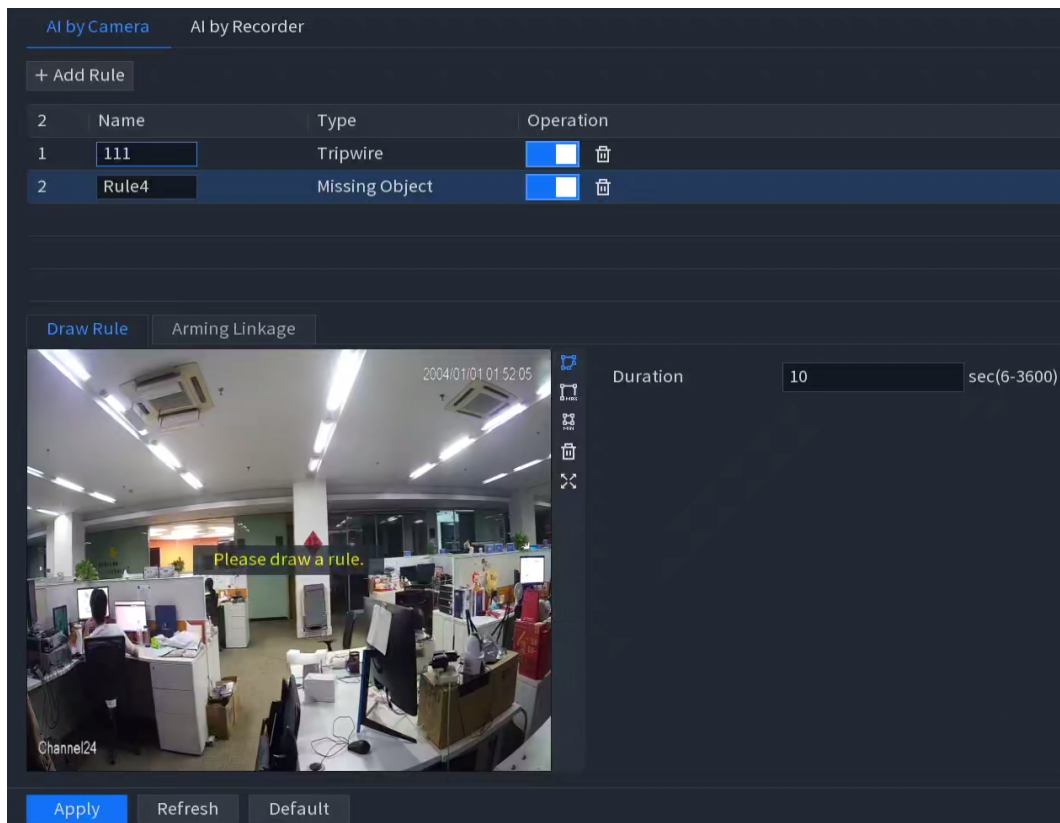 AI by Camera AI by Recorder
+ Add Rule
2 Name Type Operation
1 111 Tripwire
2 Rule4 Missing Object
Draw Rule Arming Linkage
2004/01/01 01:52:05
Duration 10 sec(6-3600)
Please draw a rule.
Channel24
Apply Refresh Default